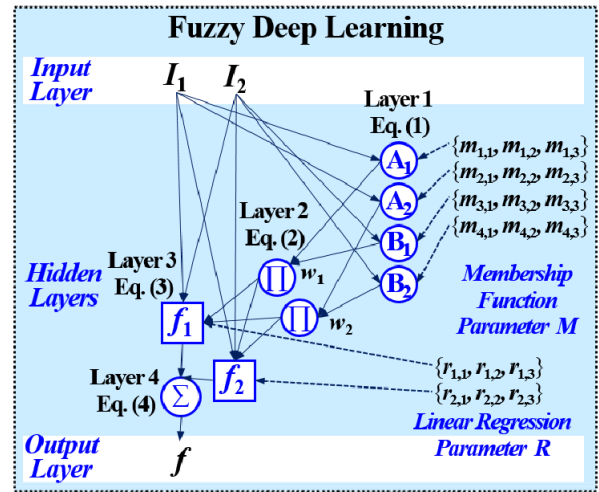 Fuzzy Deep Learning
Input
Layer
I1 I2
Layer 1
Eq. (1)
A1
{m1,1, m1,2, m1,3}
A2
{m2,1, m2,2, m2,3}
B1
{m3,1, m3,2, m3,3}
B2
{m4,1, m4,2, m4,3}
Membership
Function
Parameter M
Layer 2
Eq. (2)
∏ w1
∏ w2
Hidden
Layers
Layer 3
Eq. (3)
f1
f2
{r1,1, r1,2, r1,3}
{r2,1, r2,2, r2,3}
Linear Regression
Parameter R
Layer 4
Eq. (4)
Σ
Output
Layer
f